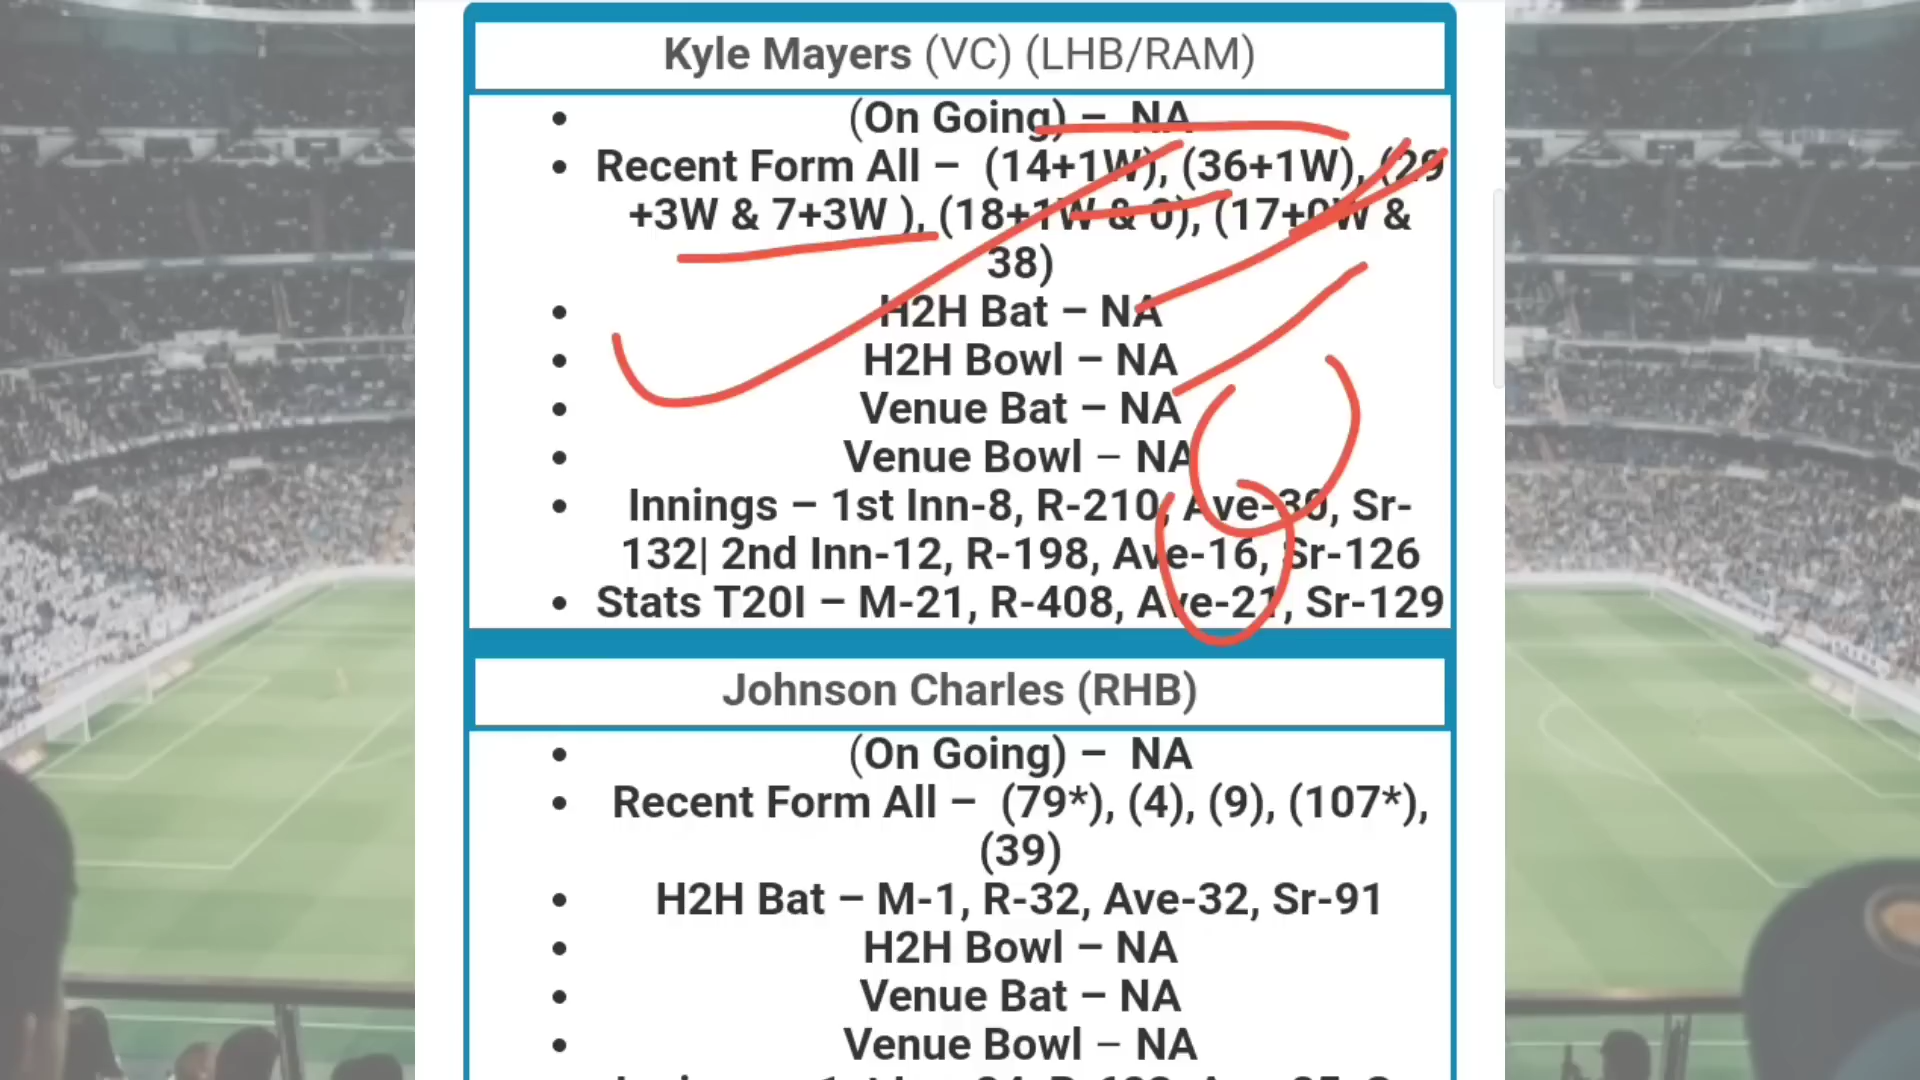 Kyle Mayers (VC) (LHB/RAM)
(On Going) – NA
Recent Form All – (14+1W), (36+1W), (29
+3W & 7+3W ), (18+1W & 0), (17+0W &
38)
H2H Bat – NA
H2H Bowl – NA
Venue Bat – NA
Venue Bowl – NA
Innings – 1st Inn-8, R-210, Ave-30, Sr-
132| 2nd Inn-12, R-198, Ave-16, Sr-126
Stats T20I – M-21, R-408, Ave-21, Sr-129
Johnson Charles (RHB)
(On Going) – NA
Recent Form All – (79*), (4), (9), (107*),
(39)
H2H Bat – M-1, R-32, Ave-32, Sr-91
H2H Bowl – NA
Venue Bat – NA
Venue Bowl – NA